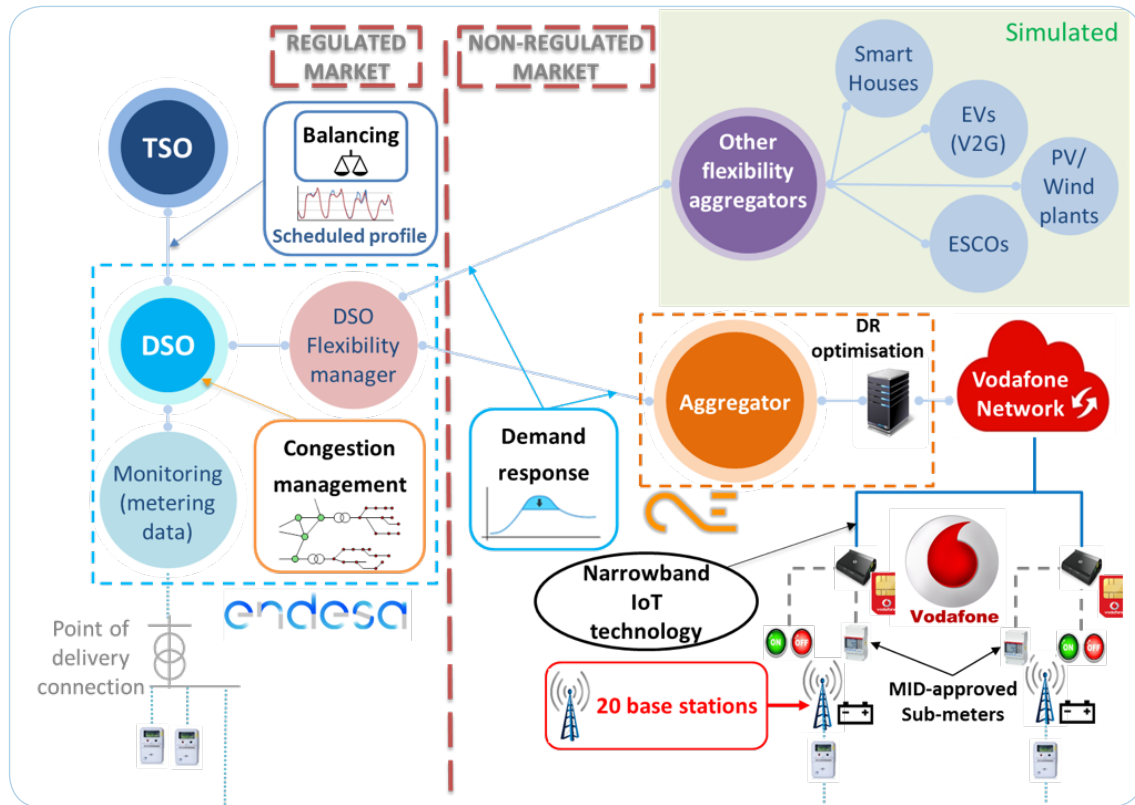 REGULATED
MARKET
NON-REGULATED
MARKET
Simulated
TSO
Balancing
Scheduled profile
Other
flexibility
aggregators
Smart
Houses
EVs
(V2G)
PV/
Wind
plants
ESCOs
DSO
DSO
Flexibility
manager
Monitoring
(metering
data)
Congestion
management
endesa
Demand
response
Aggregator
DR
optimisation
Vodafone
Network
Narrowband
IoT
technology
Vodafone
ON
OFF
ON
OFF
MID-approved
Sub-meters
20 base stations
Point of
delivery
connection